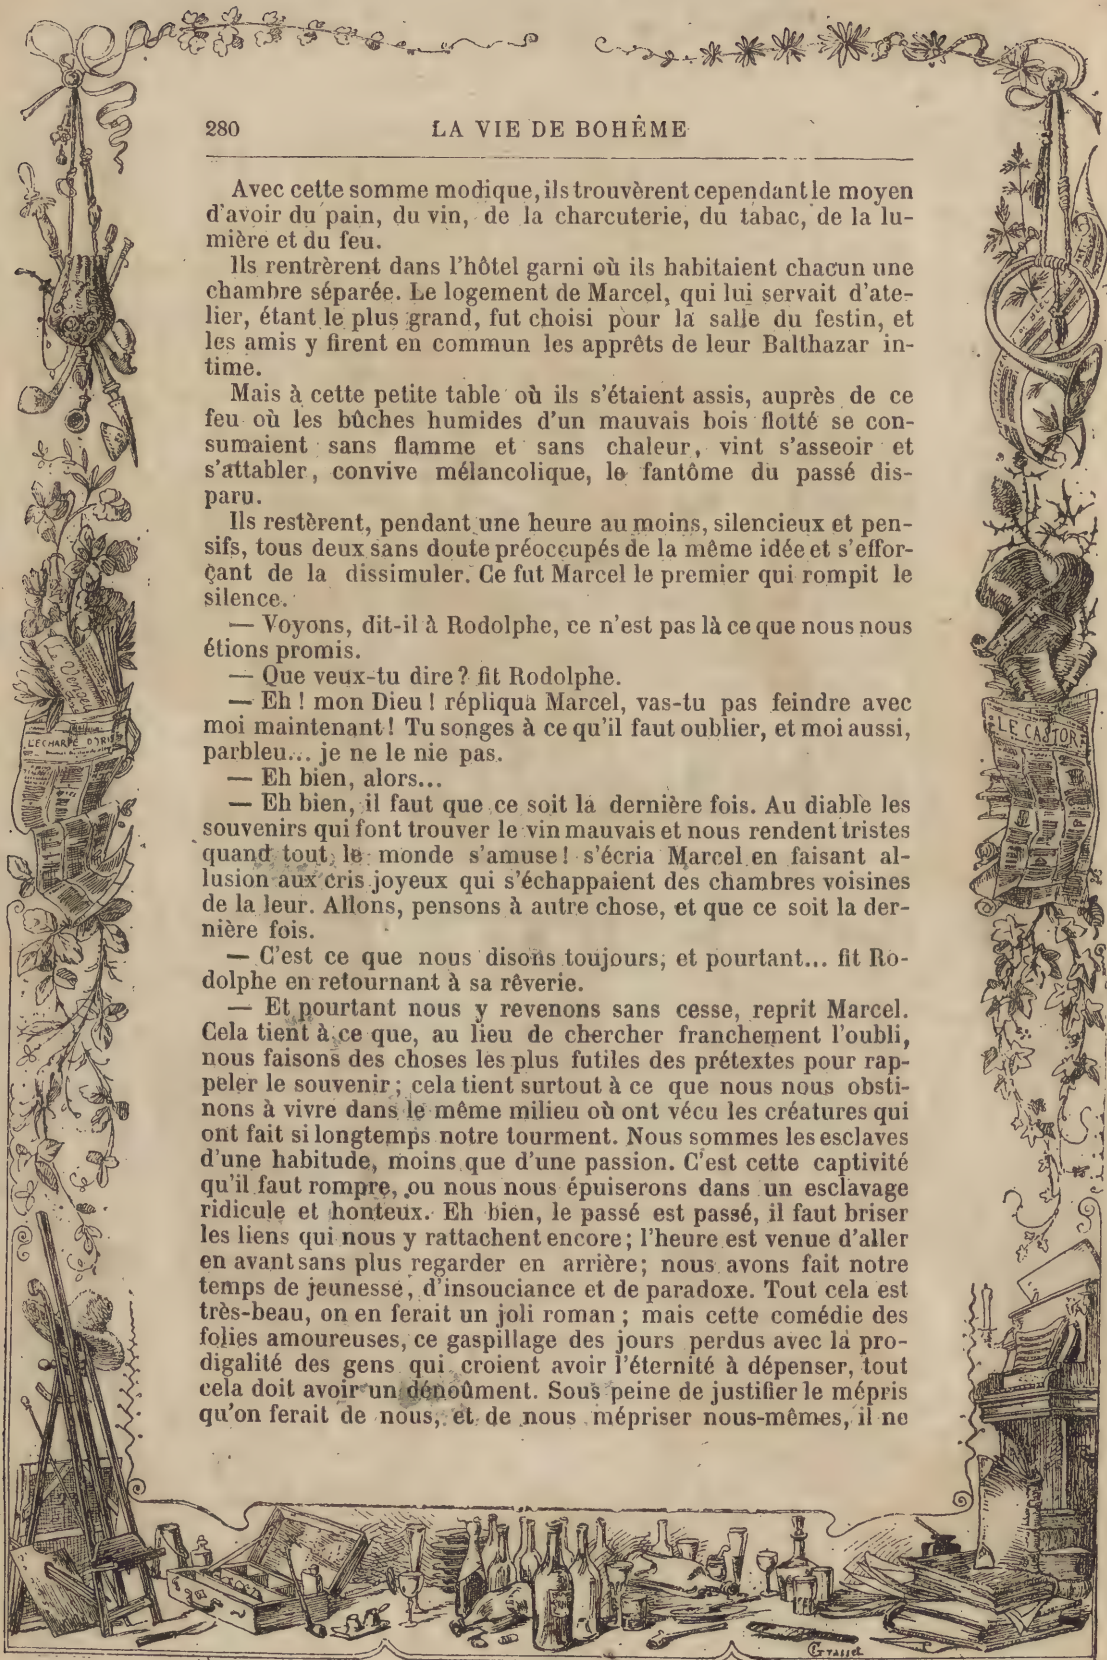 280 LA VIE DE BOHÊME
Avec cette somme modique, ils trouvèrent cependant le moyen
d'avoir du pain, du vin, de la charcuterie, du tabac, de la lu-
mière et du feu.
Ils rentrèrent dans l'hôtel garni où ils habitaient chacun une
chambre séparée. Le logement de Marcel, qui lui servait d'ate-
lier, étant le plus grand, fut choisi pour la salle du festin, et
les amis y firent en commun les apprêts de leur Balthazar in-
time.
Mais à cette petite table où ils s'étaient assis, auprès de ce
feu où les bûches humides d'un mauvais bois flotté se con-
sumaient sans flamme et sans chaleur, vint s'asseoir et
s'attabler, convive mélancolique, le fantôme du passé dis-
paru.
Ils restèrent, pendant une heure au moins, silencieux et pen-
sifs, tous deux sans doute préoccupés de la même idée et s'effor-
çant de la dissimuler. Ce fut Marcel le premier qui rompit le
silence.
— Voyons, dit-il à Rodolphe, ce n'est pas là ce que nous nous
étions promis.
— Que veux-tu dire ? fit Rodolphe.
— Eh ! mon Dieu ! répliqua Marcel, vas-tu pas feindre avec
moi maintenant ! Tu songes à ce qu'il faut oublier, et moi aussi,
parbleu... je ne le nie pas.
— Eh bien, alors...
— Eh bien, il faut que ce soit la dernière fois. Au diable les
souvenirs qui font trouver le vin mauvais et nous rendent tristes
quand tout le monde s'amuse ! s'écria Marcel en faisant al-
lusion aux cris joyeux qui s'échappaient des chambres voisines
de la leur. Allons, pensons à autre chose, et que ce soit la der-
nière fois.
— C'est ce que nous disons toujours, et pourtant... fit Ro-
dolphe en retournant à sa rêverie.
— Et pourtant nous y revenons sans cesse, reprit Marcel.
Cela tient à ce que, au lieu de chercher franchement l'oubli,
nous faisons des choses les plus futiles des prétextes pour rap-
peler le souvenir ; cela tient surtout à ce que nous nous obsti-
nons à vivre dans le même milieu où ont vécu les créatures qui
ont fait si longtemps notre tourment. Nous sommes les esclaves
d'une habitude, moins que d'une passion. C'est cette captivité
qu'il faut rompre, ou nous nous épuiserons dans un esclavage
ridicule et honteux. Eh bien, le passé est passé, il faut briser
les liens qui nous y rattachent encore ; l'heure est venue d'aller
en avant sans plus regarder en arrière ; nous avons fait notre
temps de jeunesse, d'insouciance et de paradoxe. Tout cela est
très-beau, on en ferait un joli roman ; mais cette comédie des
folies amoureuses, ce gaspillage des jours perdus avec la pro-
digalité des gens qui croient avoir l'éternité à dépenser, tout
cela doit avoir un dénoûment. Sous peine de justifier le mépris
qu'on ferait de nous, et de nous mépriser nous-mêmes, il ne
L'ECHARPE D'IRIS
LE CASTOR
Grasset